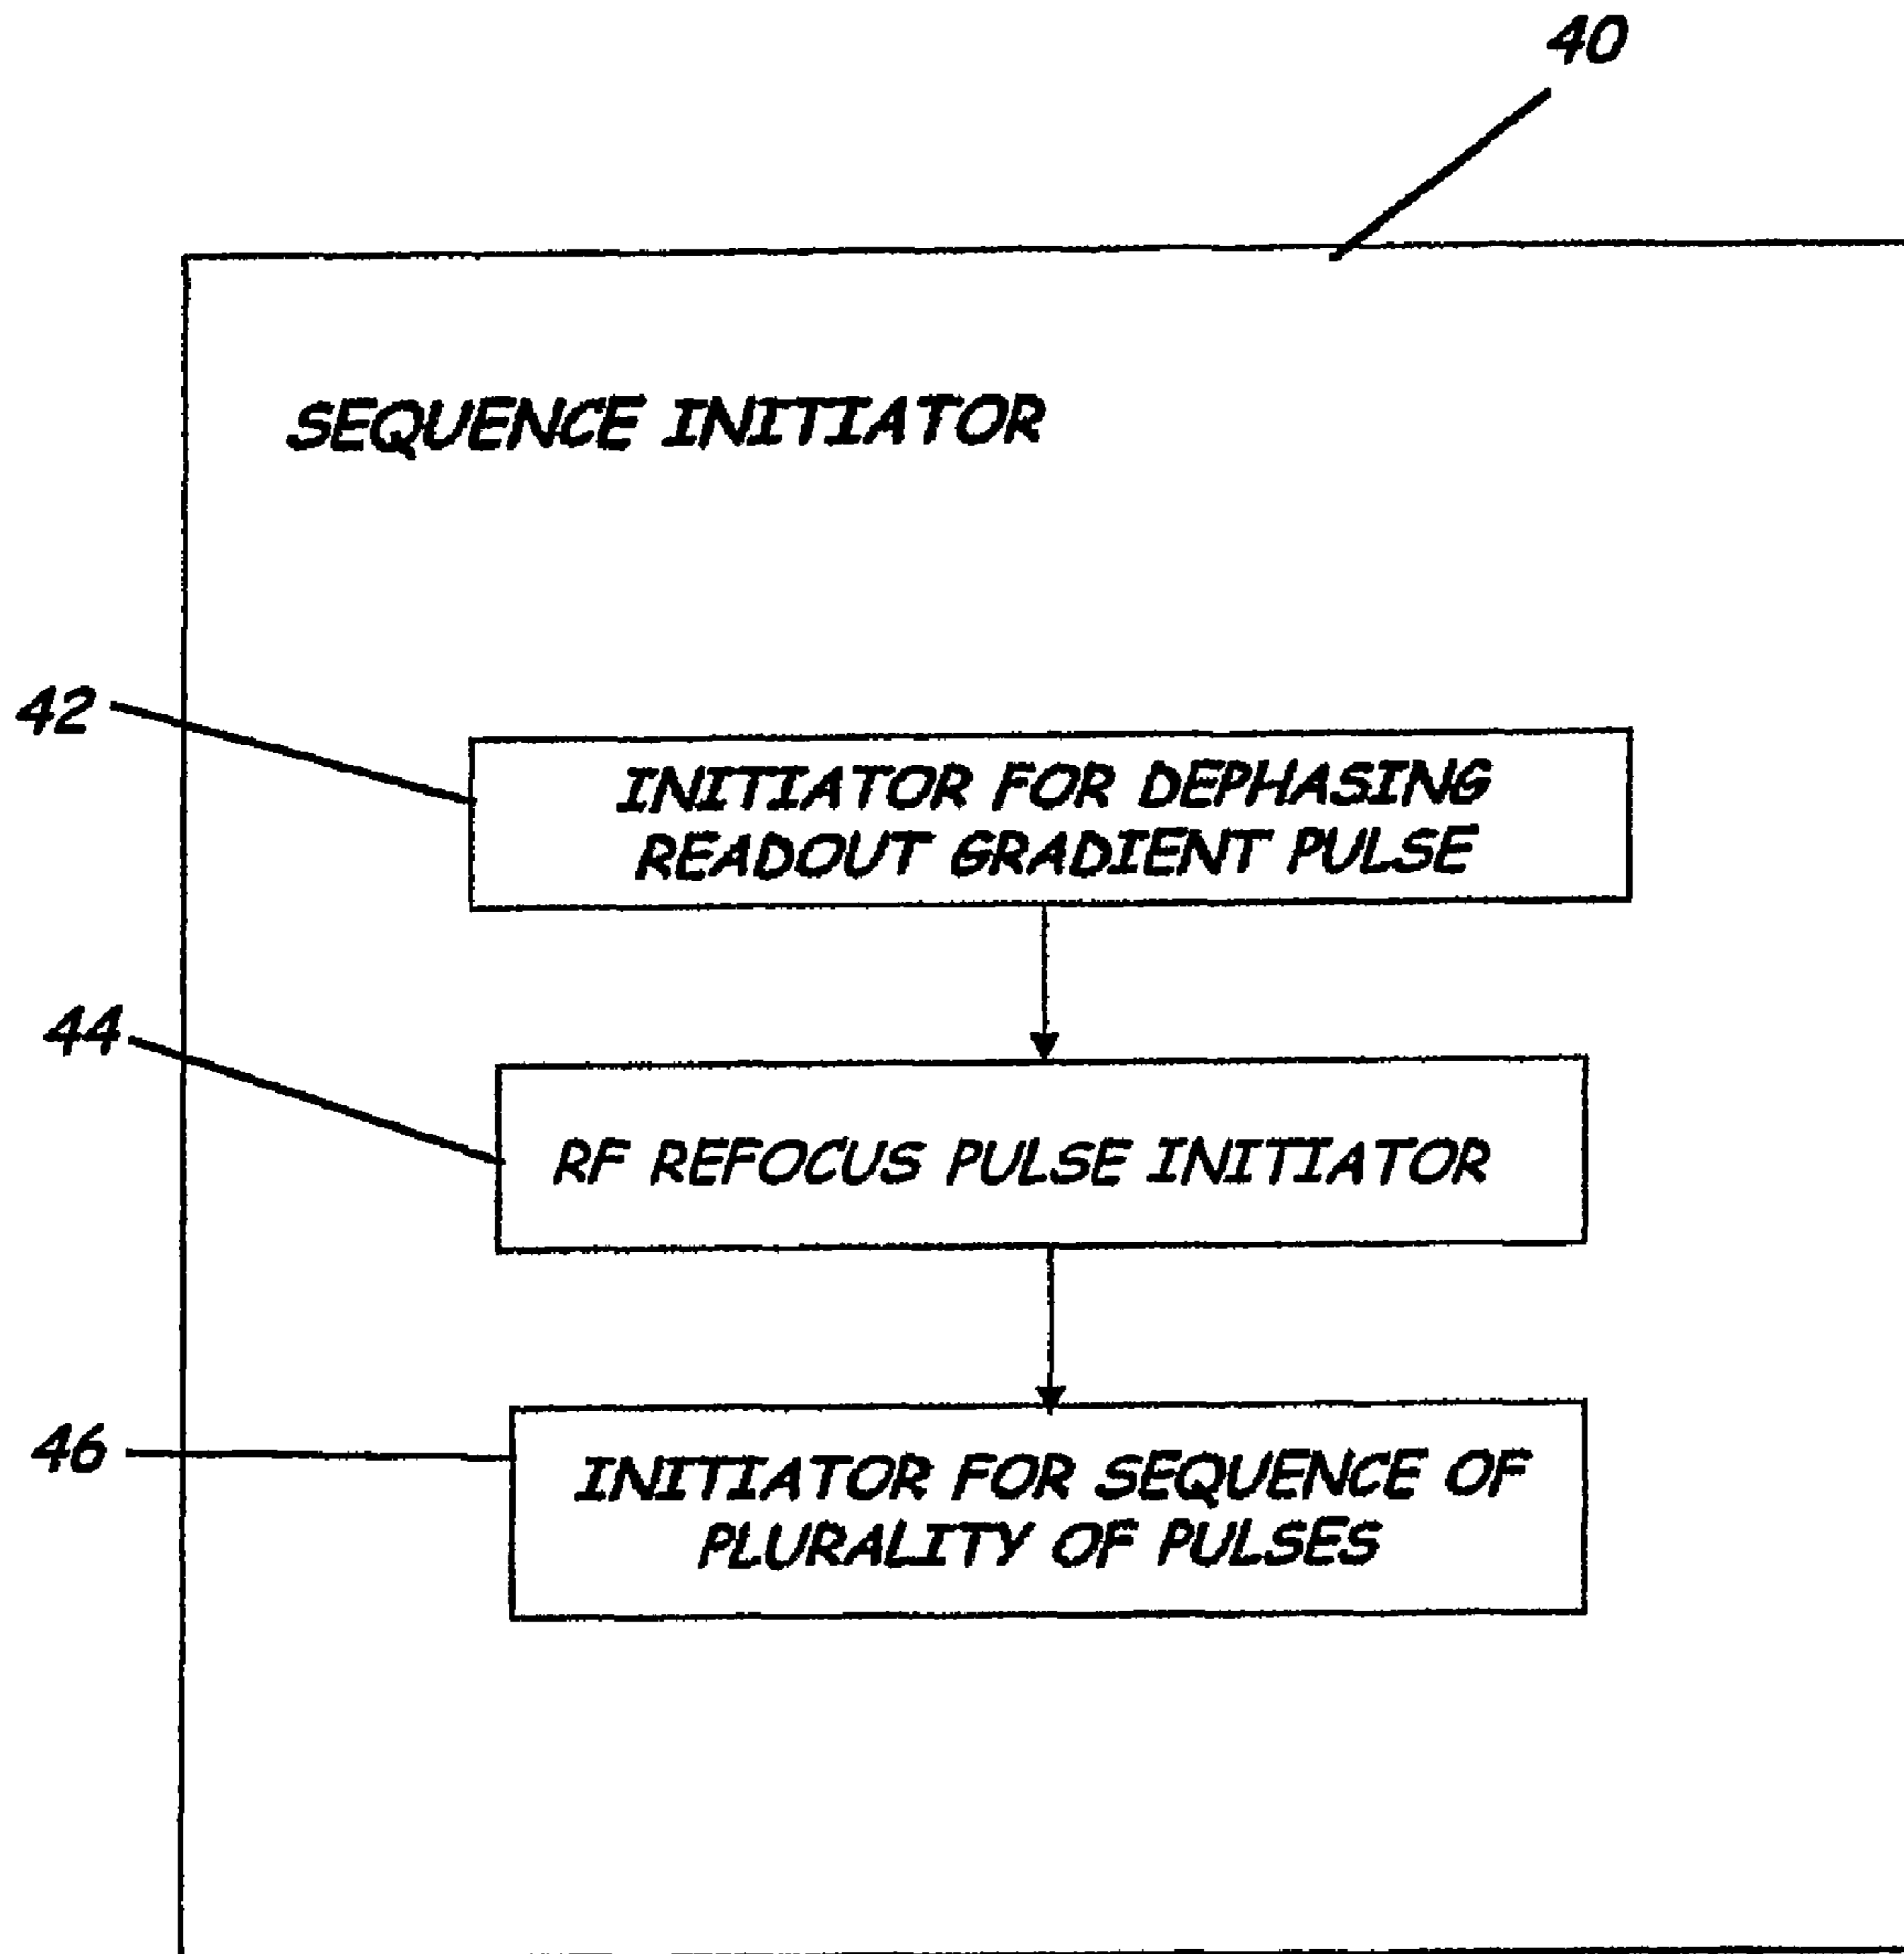 40
SEQUENCE INITIATOR
42
INITIATOR FOR DEPHASING
READOUT GRADIENT PULSE
44
RF REFOCUS PULSE INITIATOR
46
INITIATOR FOR SEQUENCE OF
PLURALITY OF PULSES